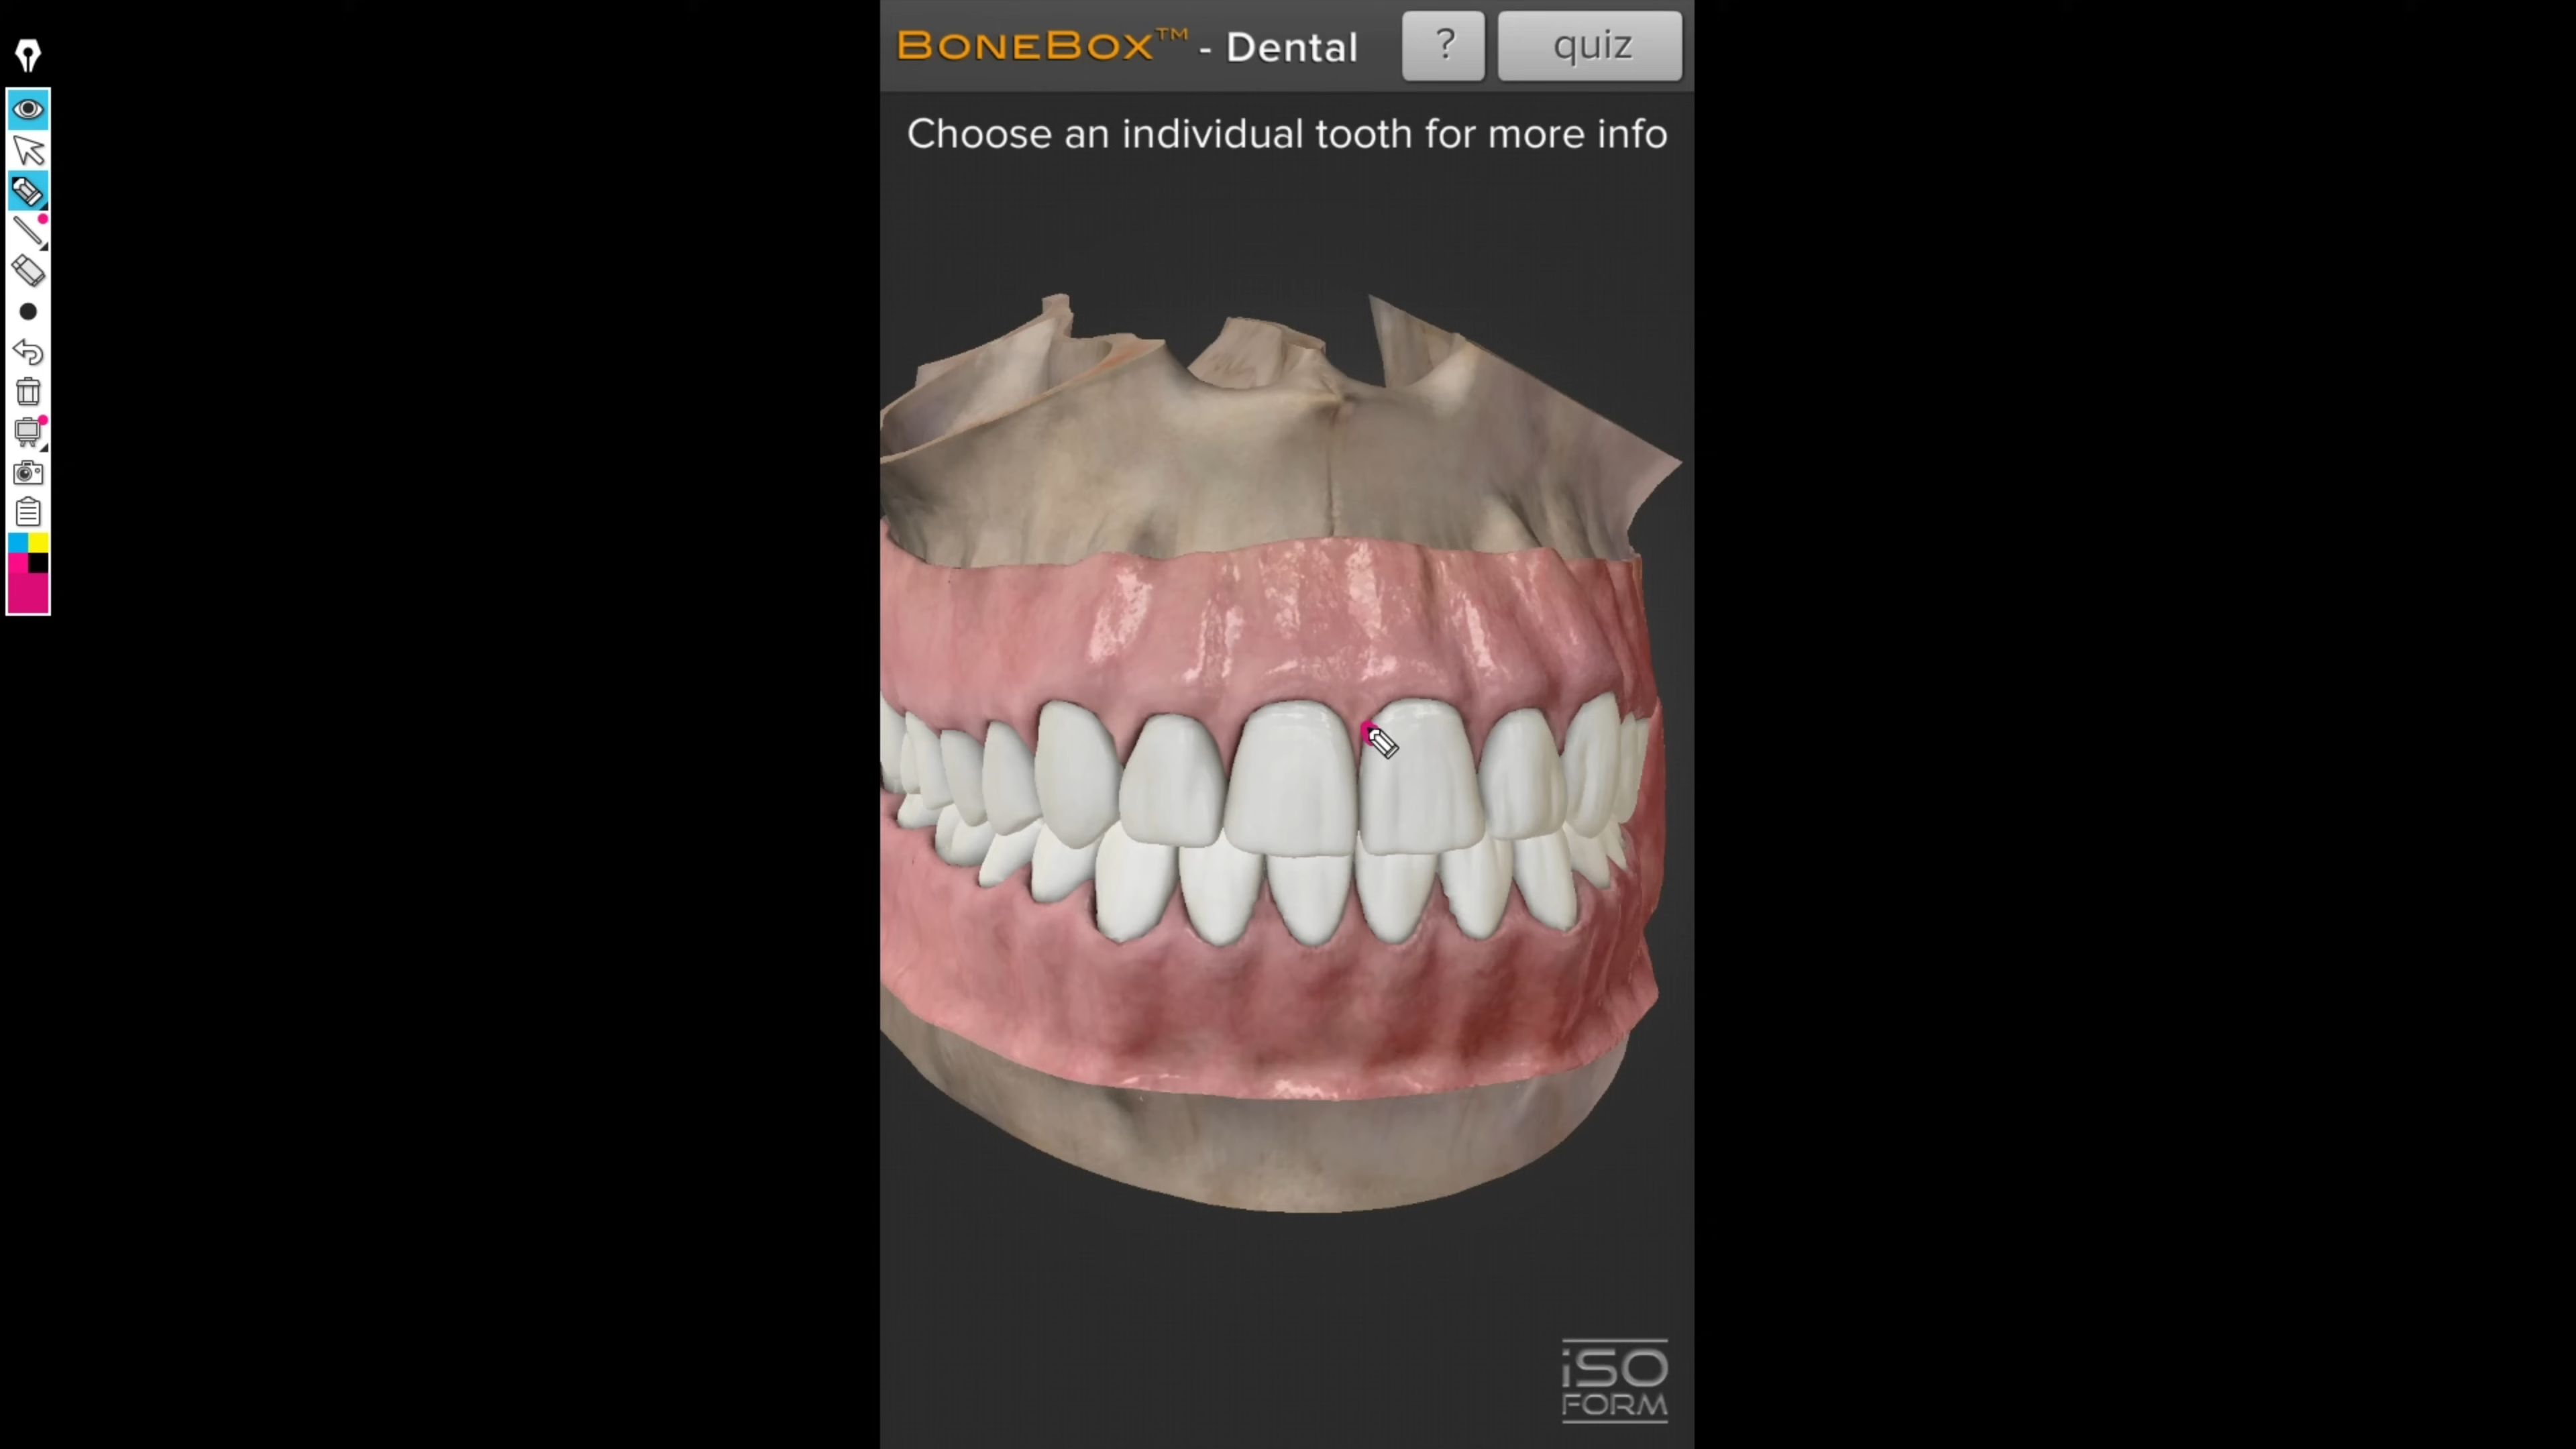 BONEBOX™ - Dental
?
quiz
Choose an individual tooth for more info
iSO
FORM